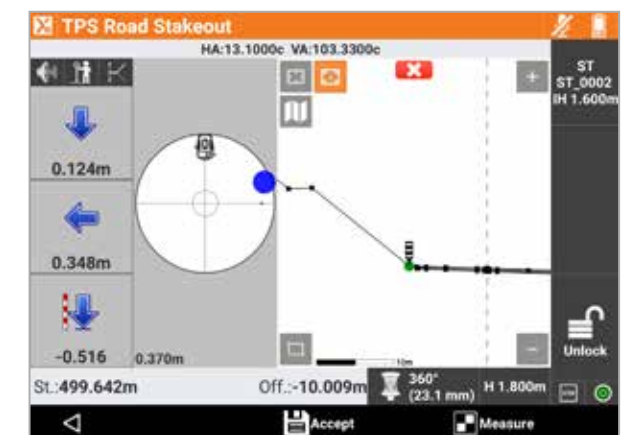 TPS Road Stakeout
HA:13.1000c VA:103.3300c
ST
ST_0002
IH 1.600m
0.124m
0.348m
-0.516
0.370m
10m
Unlock
St.:499.642m
Off.:-10.009m
360°
(23.1 mm)
H 1.800m
Accept
Measure